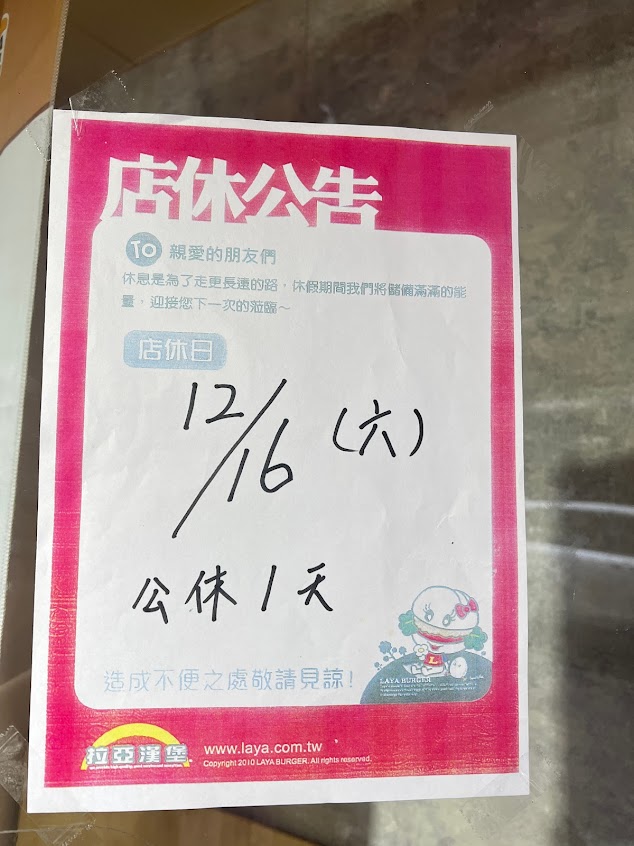 店休公告
TO 親愛的朋友們
休息是為了走更長遠的路，休假期間我們將儲備滿滿的能
量，迎接您下一次的蒞臨～
店休日
12/16 (六)
公休1天
造成不便之處敬請見諒！
LAYA BURGER
拉亞漢堡
www.laya.com.tw
Copyright 2010 LAYA BURGER. All rights reserved.